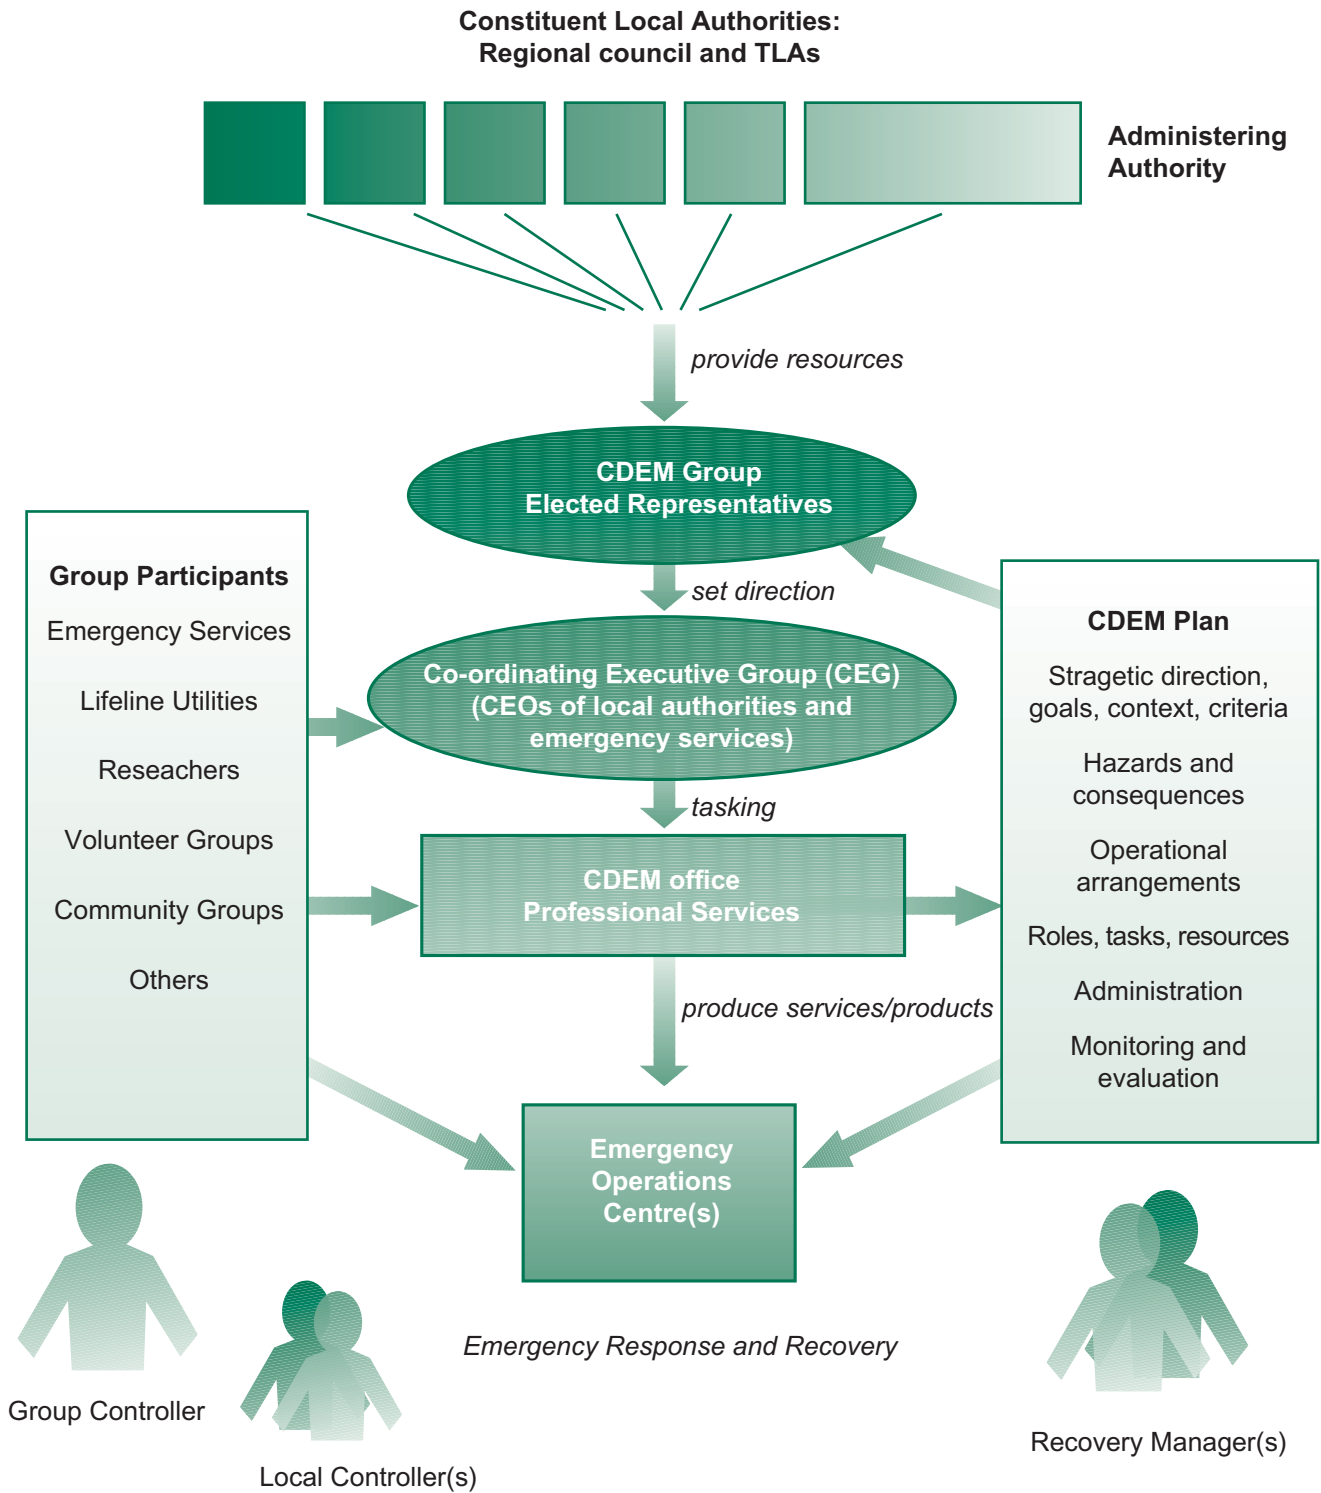 Constituent Local Authorities:
Regional council and TLAs
Administering
Authority
provide resources
CDEM Group
Elected Representatives
set direction
Group Participants
Emergency Services
Lifeline Utilities
Reseachers
Volunteer Groups
Community Groups
Others
Co-ordinating Executive Group (CEG)
(CEOs of local authorities and
emergency services)
tasking
CDEM office
Professional Services
produce services/products
CDEM Plan
Stragetic direction,
goals, context, criteria
Hazards and
consequences
Operational
arrangements
Roles, tasks, resources
Administration
Monitoring and
evaluation
Emergency
Operations
Centre(s)
Emergency Response and Recovery
Group Controller
Local Controller(s)
Recovery Manager(s)